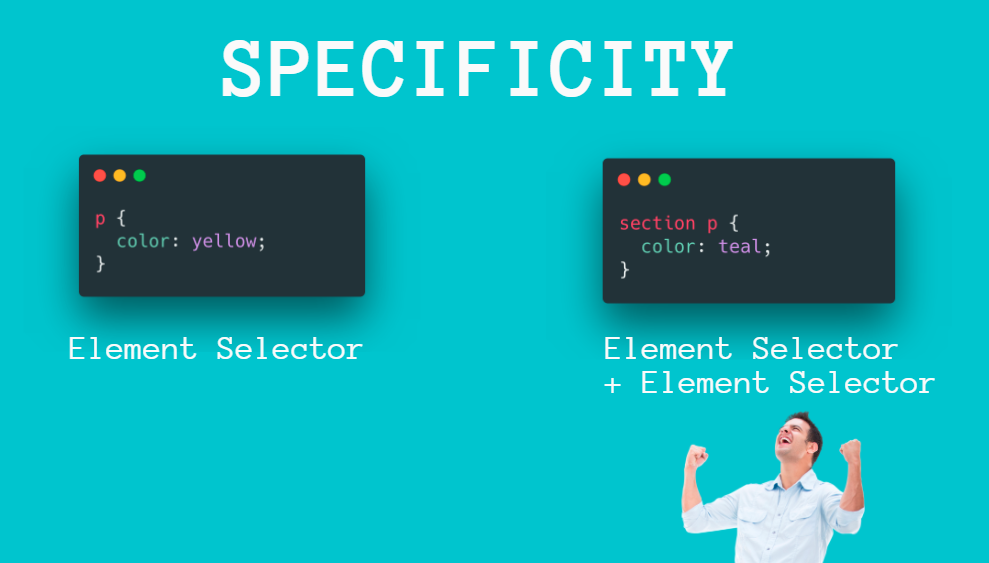 SPECIFICITY
p {
  color: yellow;
}
Element Selector
section p {
  color: teal;
}
Element Selector
+ Element Selector